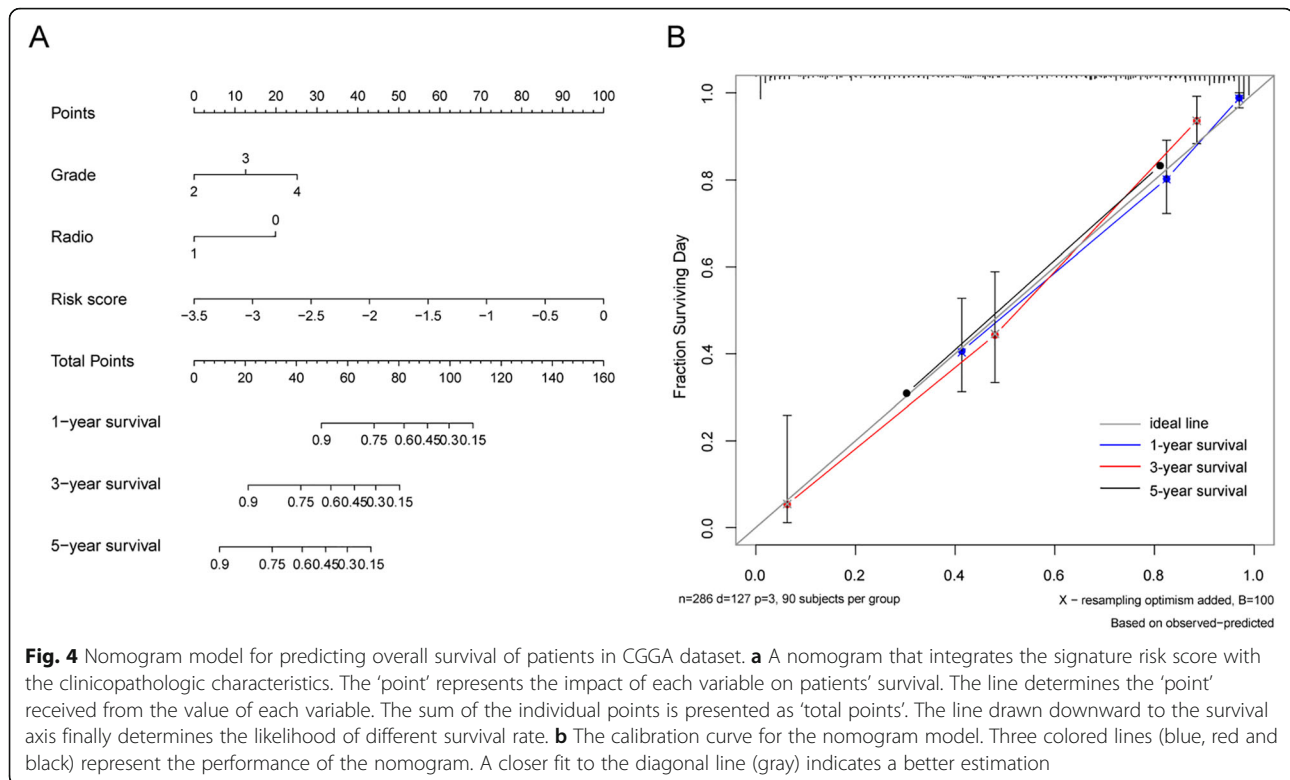 A
Points
0 10 20 30 40 50 60 70 80 90 100
Grade
3
2 4
Radio
0
1
Risk score
−3.5 −3 −2.5 −2 −1.5 −1 −0.5 0
Total Points
0 20 40 60 80 100 120 140 160
1−year survival
0.9 0.75 0.60 0.45 0.30 0.15
3−year survival
0.9 0.75 0.60 0.45 0.30 0.15
5−year survival
0.9 0.75 0.60 0.45 0.30 0.15
B
Fraction Surviving Day
1.0
0.8
0.6
0.4
0.2
0.0
ideal line
1-year survival
3-year survival
5-year survival
0.0 0.2 0.4 0.6 0.8 1.0
n=286 d=127 p=3, 90 subjects per group
X − resampling optimism added, B=100
Based on observed−predicted
Fig. 4 Nomogram model for predicting overall survival of patients in CGGA dataset. a A nomogram that integrates the signature risk score with
the clinicopathologic characteristics. The ‘point’ represents the impact of each variable on patients’ survival. The line determines the ‘point’
received from the value of each variable. The sum of the individual points is presented as ‘total points’. The line drawn downward to the survival
axis finally determines the likelihood of different survival rate. b The calibration curve for the nomogram model. Three colored lines (blue, red and
black) represent the performance of the nomogram. A closer fit to the diagonal line (gray) indicates a better estimation